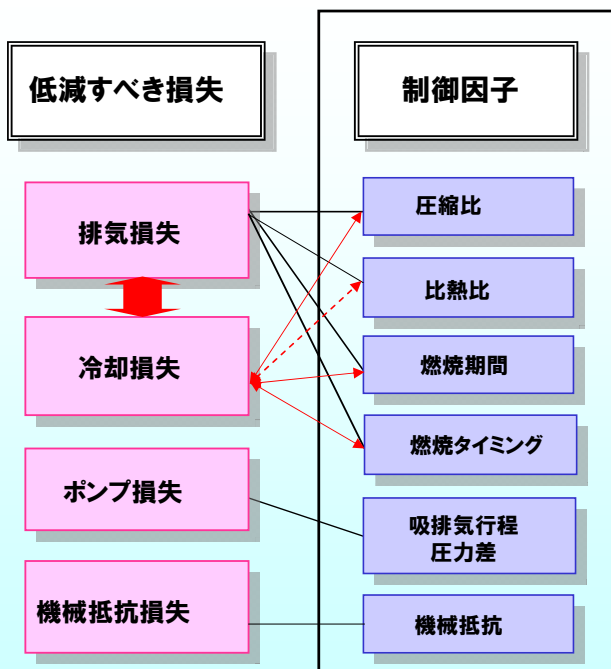 低減すべき損失
制御因子
排気損失
冷却損失
ポンプ損失
機械抵抗損失
圧縮比
比熱比
燃焼期間
燃焼タイミング
吸排気行程
圧力差
機械抵抗